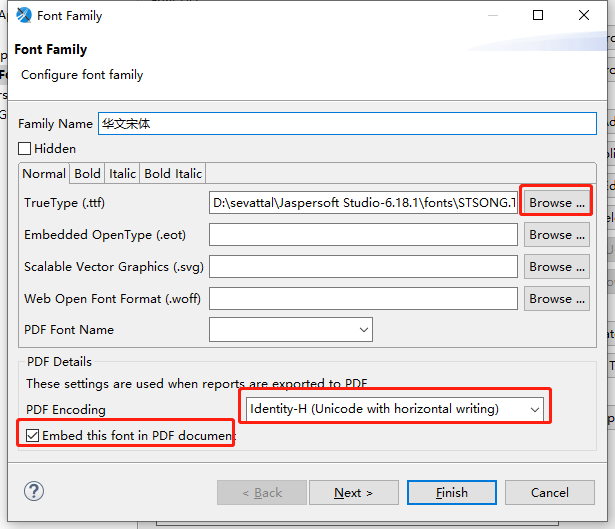 Font Family
Font Family
Configure font family
Family Name 华文宋体
Hidden
Normal Bold Italic Bold Italic
TrueType (.ttf) D:\sevattal\Jaspersoft Studio-6.18.1\fonts\STSONG.T Browse ...
Embedded OpenType (.eot) Browse ...
Scalable Vector Graphics (.svg) Browse ...
Web Open Font Format (.woff) Browse ...
PDF Font Name
PDF Details
These settings are used when reports are exported to PDF
PDF Encoding Identity-H (Unicode with horizontal writing)
Embed this font in PDF document
< Back Next > Finish Cancel